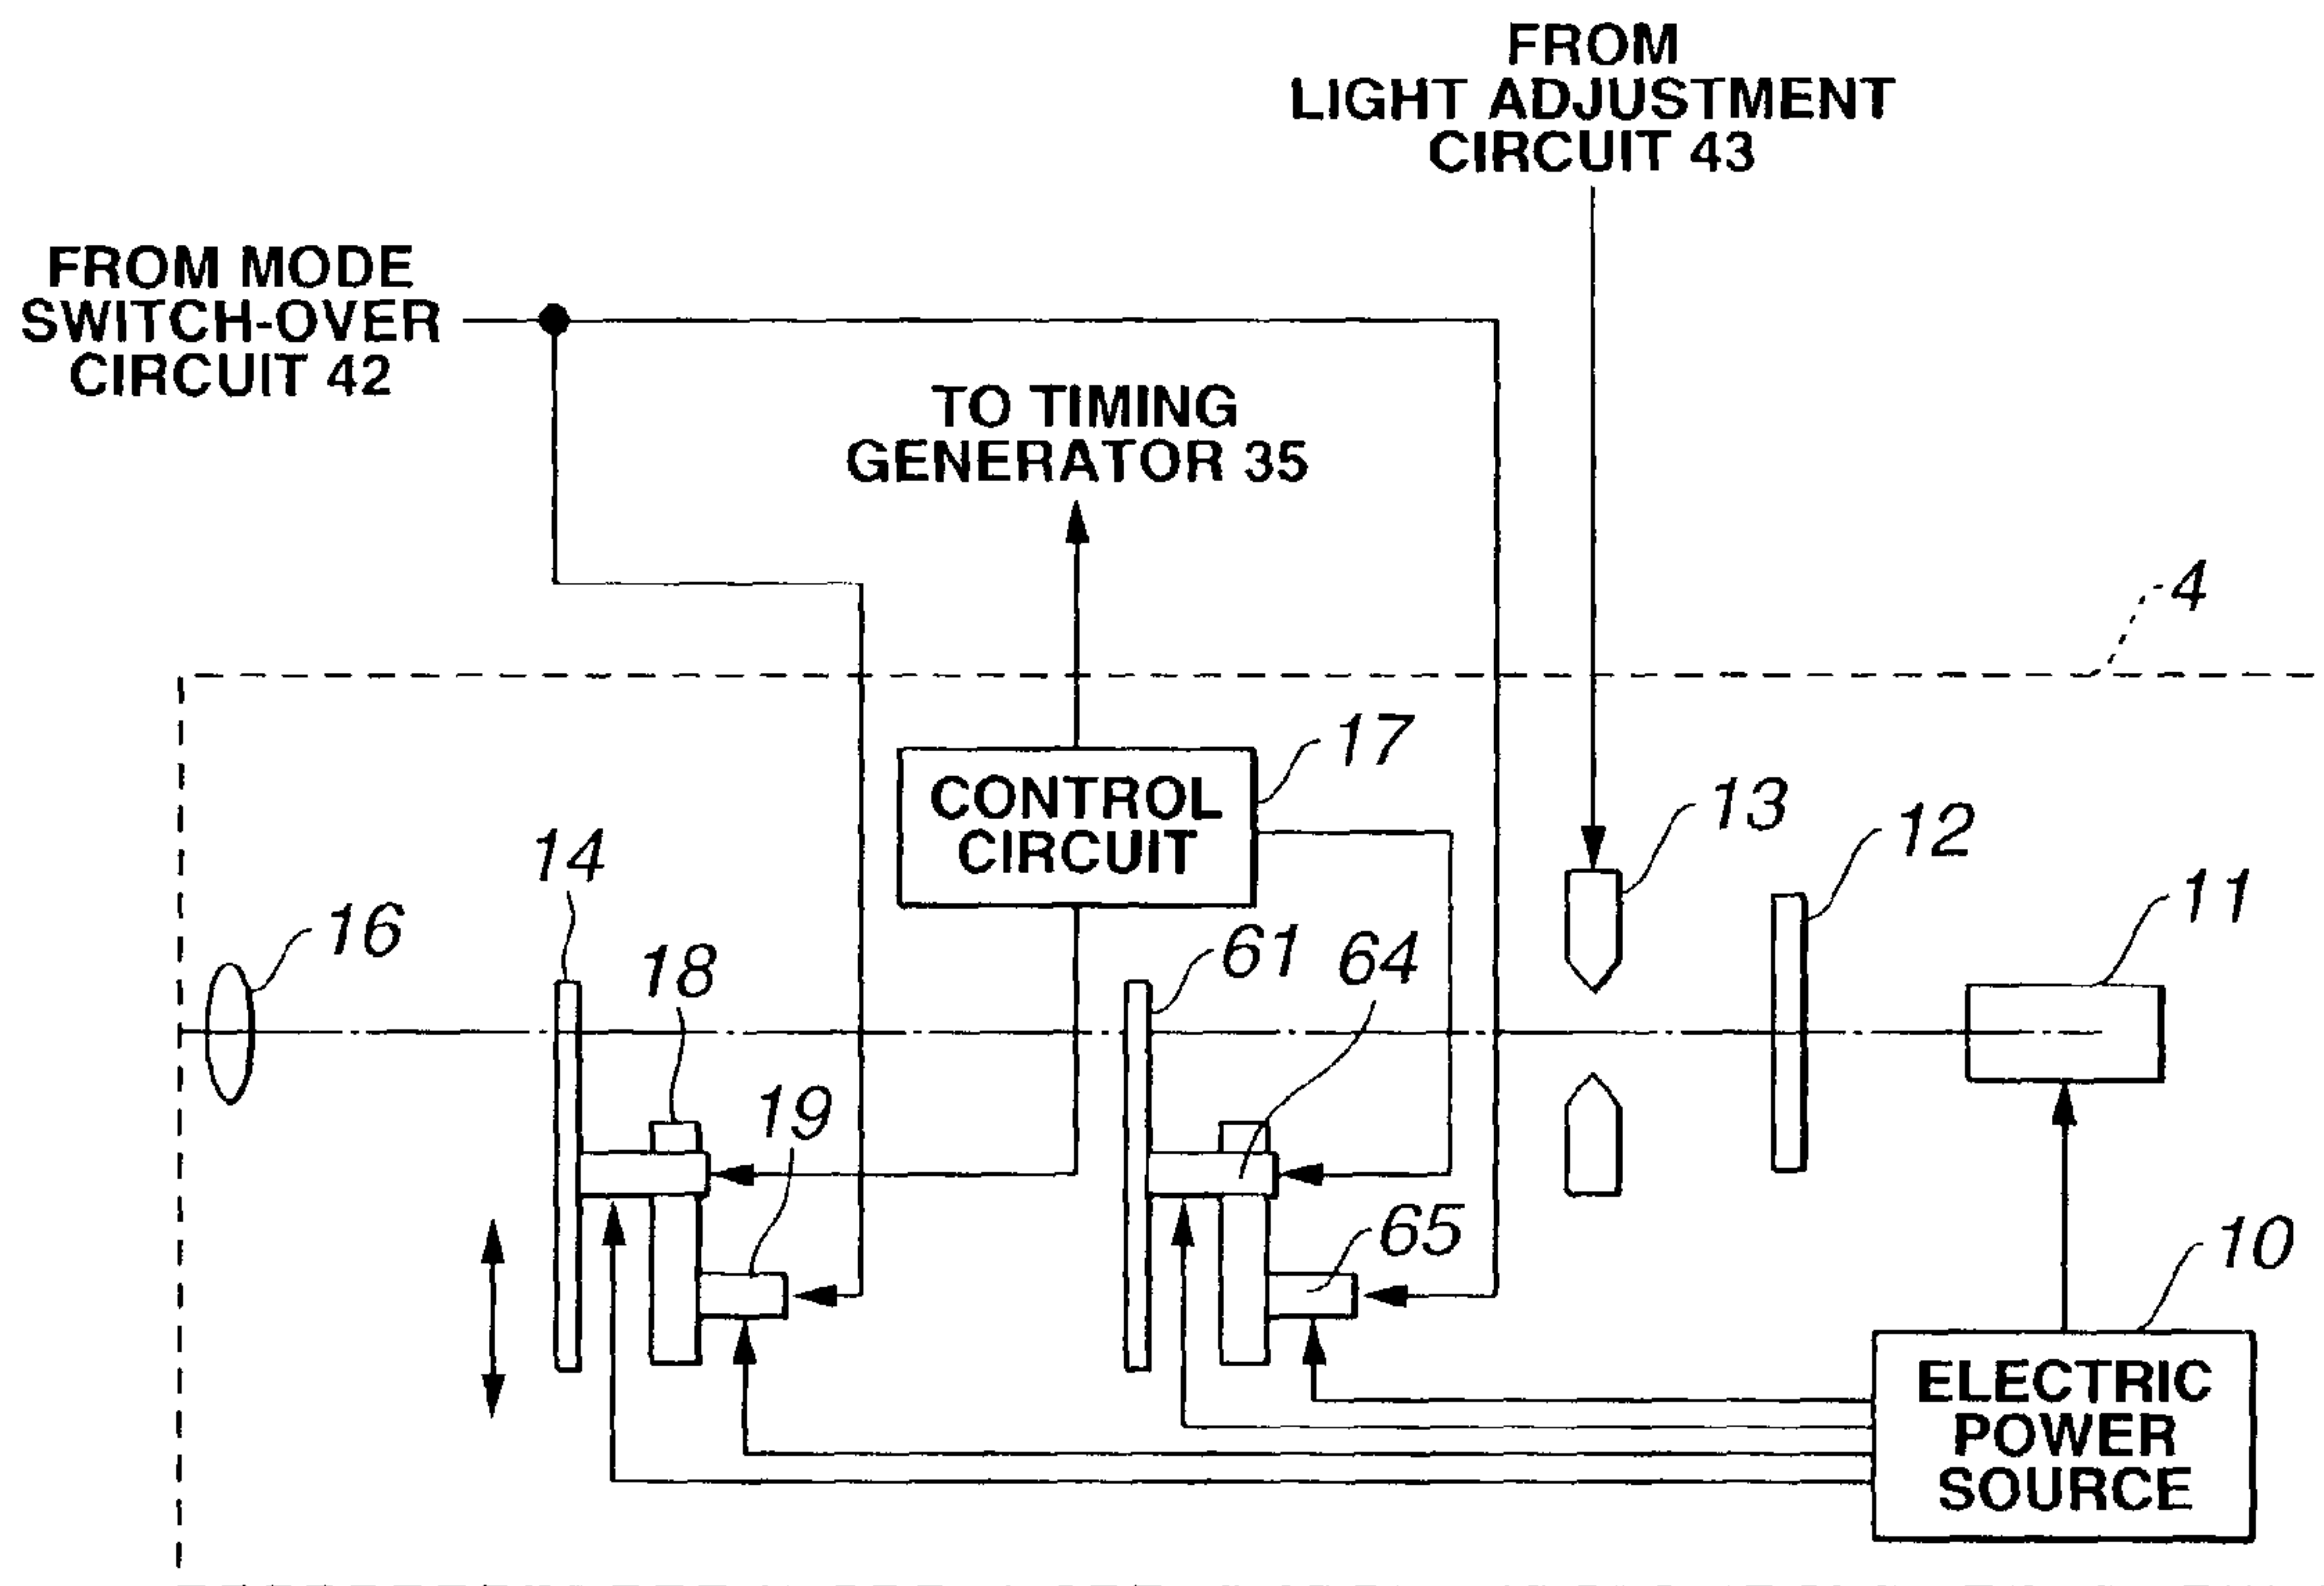 FROM
LIGHT ADJUSTMENT
CIRCUIT 43
FROM MODE
SWITCH-OVER
CIRCUIT 42
TO TIMING
GENERATOR 35
4
17
CONTROL
CIRCUIT
13
12
14
11
16
61
64
18
19
65
10
ELECTRIC
POWER
SOURCE